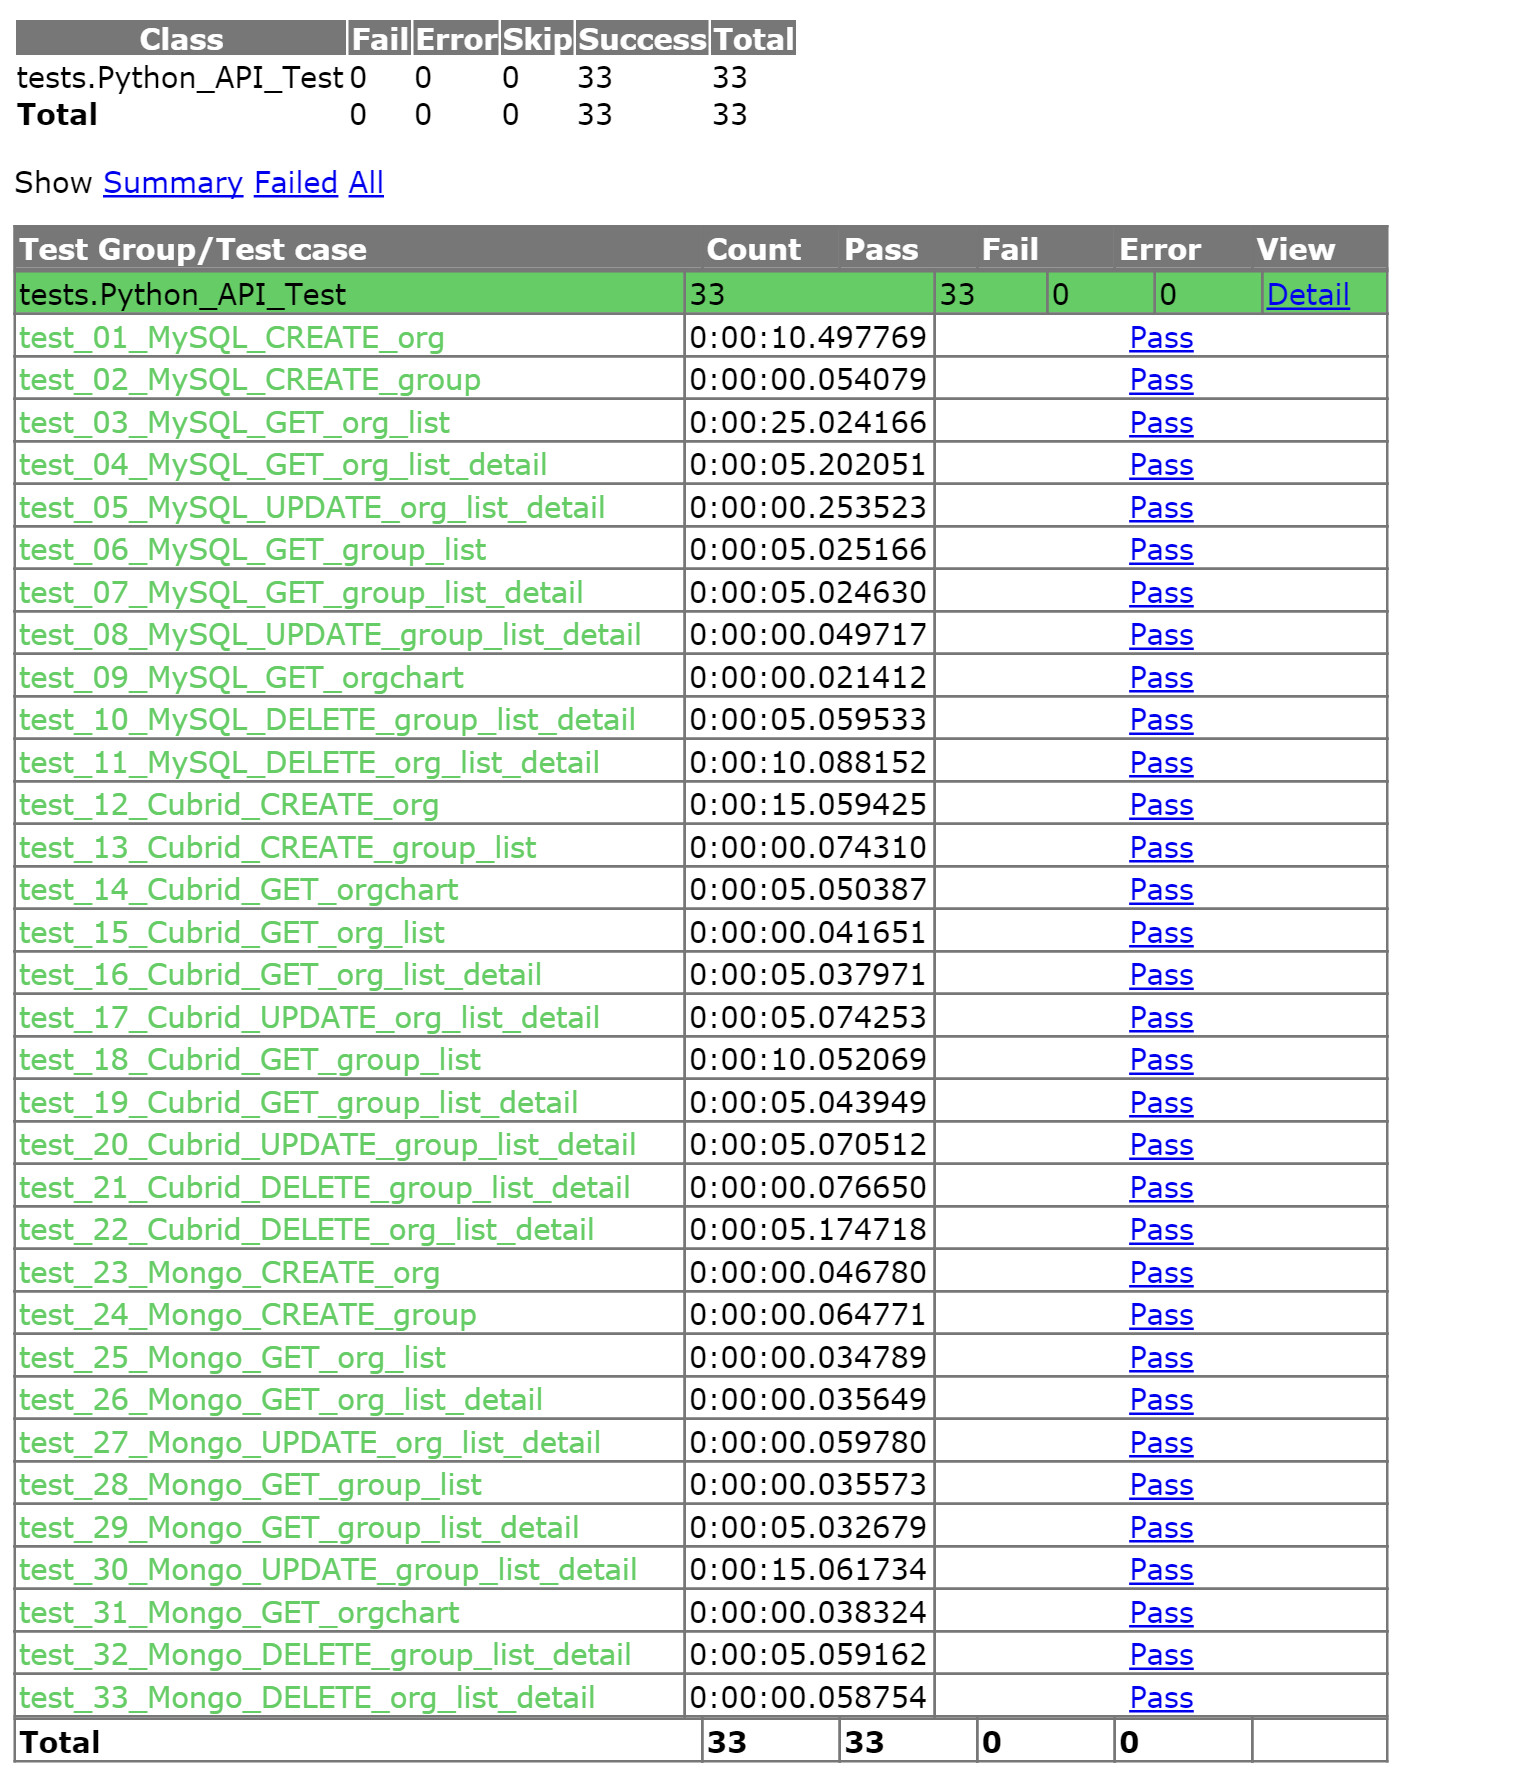 Class Fail Error Skip Success Total
tests.Python_API_Test 0 0 0 33 33
Total 0 0 0 33 33
Show Summary Failed All
Test Group/Test case Count Pass Fail Error View
tests.Python_API_Test 33 33 0 0 Detail
test_01_MySQL_CREATE_org 0:00:10.497769 Pass
test_02_MySQL_CREATE_group 0:00:00.054079 Pass
test_03_MySQL_GET_org_list 0:00:25.024166 Pass
test_04_MySQL_GET_org_list_detail 0:00:05.202051 Pass
test_05_MySQL_UPDATE_org_list_detail 0:00:00.253523 Pass
test_06_MySQL_GET_group_list 0:00:05.025166 Pass
test_07_MySQL_GET_group_list_detail 0:00:05.024630 Pass
test_08_MySQL_UPDATE_group_list_detail 0:00:00.049717 Pass
test_09_MySQL_GET_orgchart 0:00:00.021412 Pass
test_10_MySQL_DELETE_group_list_detail 0:00:05.059533 Pass
test_11_MySQL_DELETE_org_list_detail 0:00:10.088152 Pass
test_12_Cubrid_CREATE_org 0:00:15.059425 Pass
test_13_Cubrid_CREATE_group_list 0:00:00.074310 Pass
test_14_Cubrid_GET_orgchart 0:00:05.050387 Pass
test_15_Cubrid_GET_org_list 0:00:00.041651 Pass
test_16_Cubrid_GET_org_list_detail 0:00:05.037971 Pass
test_17_Cubrid_UPDATE_org_list_detail 0:00:05.074253 Pass
test_18_Cubrid_GET_group_list 0:00:10.052069 Pass
test_19_Cubrid_GET_group_list_detail 0:00:05.043949 Pass
test_20_Cubrid_UPDATE_group_list_detail 0:00:05.070512 Pass
test_21_Cubrid_DELETE_group_list_detail 0:00:00.076650 Pass
test_22_Cubrid_DELETE_org_list_detail 0:00:05.174718 Pass
test_23_Mongo_CREATE_org 0:00:00.046780 Pass
test_24_Mongo_CREATE_group 0:00:00.064771 Pass
test_25_Mongo_GET_org_list 0:00:00.034789 Pass
test_26_Mongo_GET_org_list_detail 0:00:00.035649 Pass
test_27_Mongo_UPDATE_org_list_detail 0:00:00.059780 Pass
test_28_Mongo_GET_group_list 0:00:00.035573 Pass
test_29_Mongo_GET_group_list_detail 0:00:05.032679 Pass
test_30_Mongo_UPDATE_group_list_detail 0:00:15.061734 Pass
test_31_Mongo_GET_orgchart 0:00:00.038324 Pass
test_32_Mongo_DELETE_group_list_detail 0:00:05.059162 Pass
test_33_Mongo_DELETE_org_list_detail 0:00:00.058754 Pass
Total 33 33 0 0